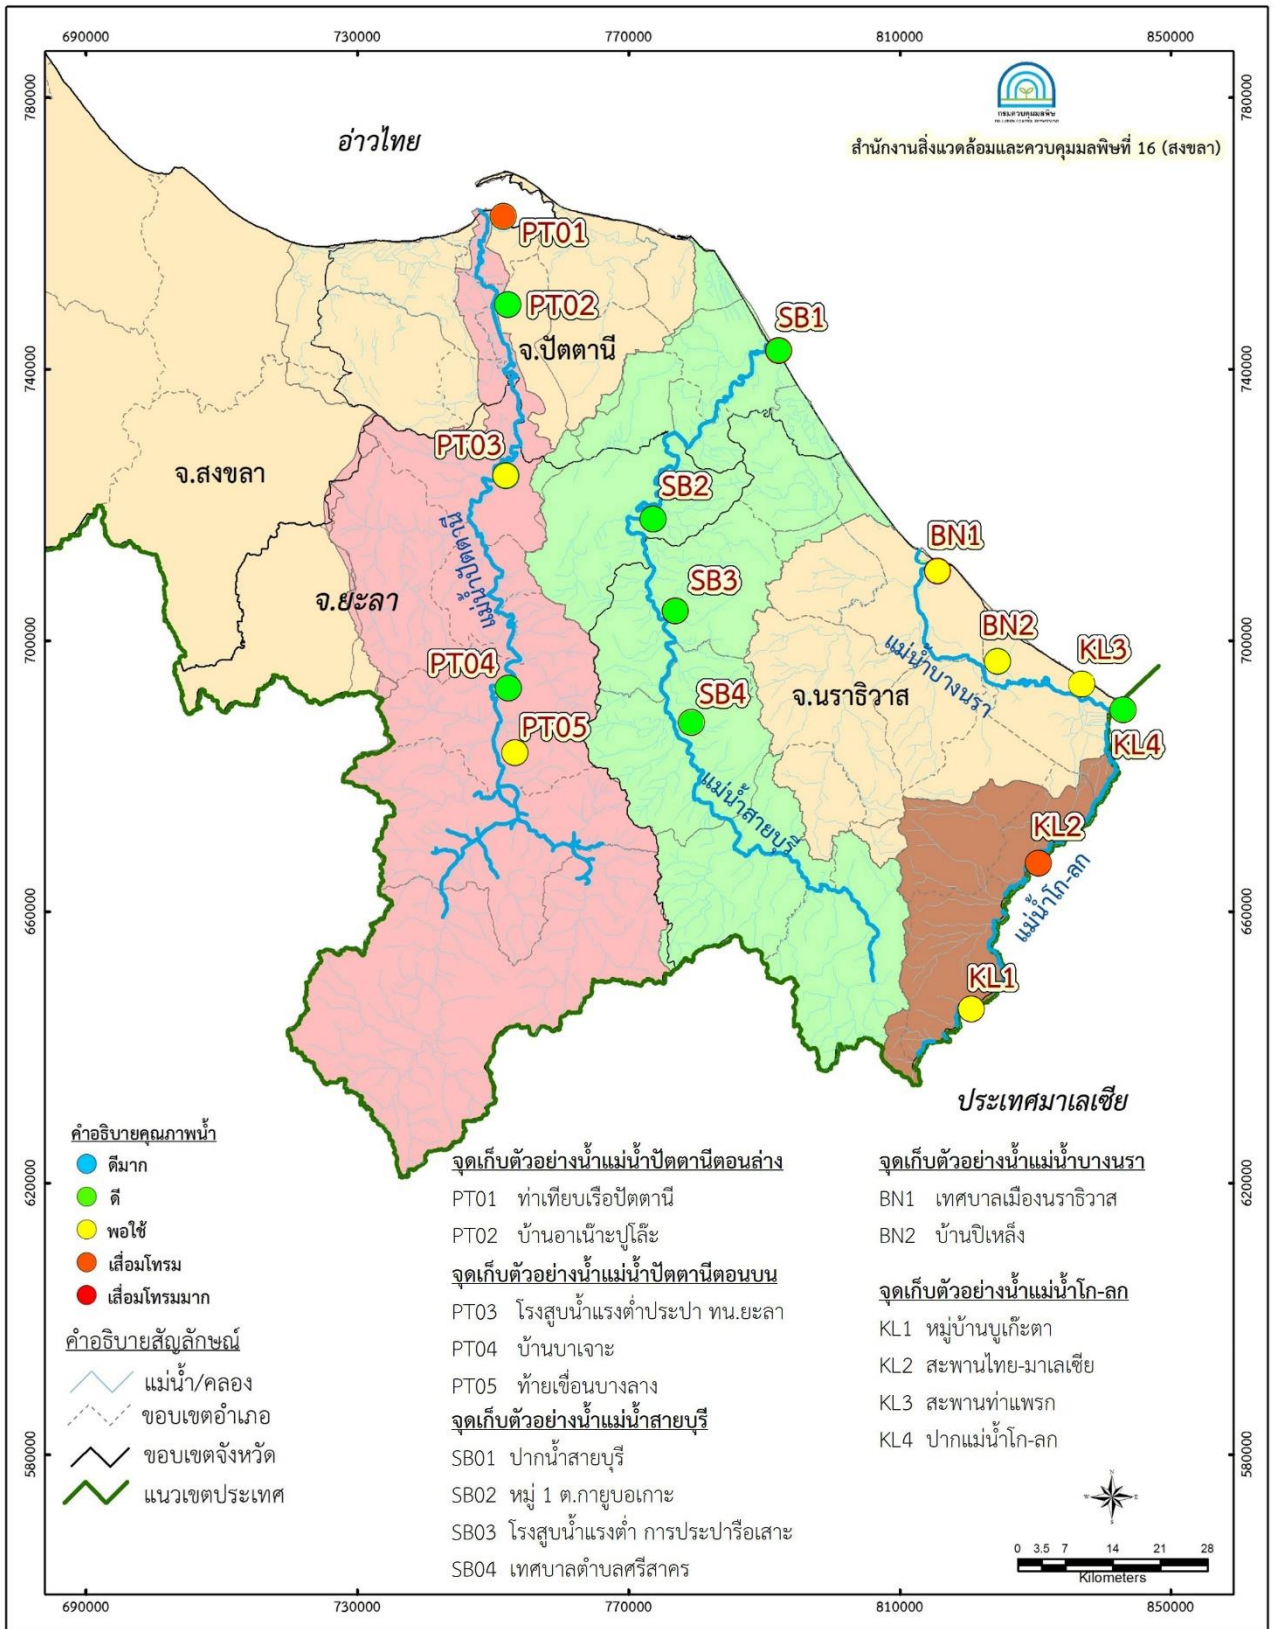 690000 730000 770000 810000 850000
780000 780000
กรมควบคุมมลพิษ
สำนักงานสิ่งแวดล้อมและควบคุมมลพิษที่ 16 (สงขลา)
อ่าวไทย
PT01
PT02
SB1
จ.ปัตตานี
740000 740000
PT03
จ.สงขลา
SB2
แม่น้ำปัตตานี
BN1
SB3
จ.ยะลา
BN2
KL3
700000 700000
แม่น้ำบางนรา
PT04
SB4
จ.นราธิวาส
PT05
KL4
แม่น้ำสายบุรี
KL2
แม่น้ำโก-ลก
660000 660000
KL1
ประเทศมาเลเซีย
คำอธิบายคุณภาพน้ำ
ดีมาก
ดี
พอใช้
เสื่อมโทรม
เสื่อมโทรมมาก
คำอธิบายสัญลักษณ์
แม่น้ำ/คลอง
ขอบเขตอำเภอ
ขอบเขตจังหวัด
แนวเขตประเทศ
620000 620000
580000 580000
จุดเก็บตัวอย่างน้ำแม่น้ำปัตตานีตอนล่าง
PT01 ท่าเทียบเรือปัตตานี
PT02 บ้านอาเน๊าะปูโล๊ะ
จุดเก็บตัวอย่างน้ำแม่น้ำปัตตานีตอนบน
PT03 โรงสูบน้ำแรงต่ำประปา ทน.ยะลา
PT04 บ้านบาเจาะ
PT05 ท้ายเขื่อนบางลาง
จุดเก็บตัวอย่างน้ำแม่น้ำสายบุรี
SB01 ปากน้ำสายบุรี
SB02 หมู่ 1 ต.กายูบอเกาะ
SB03 โรงสูบน้ำแรงต่ำ การประปารือเสาะ
SB04 เทศบาลตำบลศรีสาคร
จุดเก็บตัวอย่างน้ำแม่น้ำบางนรา
BN1 เทศบาลเมืองนราธิวาส
BN2 บ้านปิเหล็ง
จุดเก็บตัวอย่างน้ำแม่น้ำโก-ลก
KL1 หมู่บ้านบูเก๊ะตา
KL2 สะพานไทย-มาเลเซีย
KL3 สะพานท่าแพรก
KL4 ปากแม่น้ำโก-ลก
N
W E
S
0 3.5 7 14 21 28
Kilometers
690000 730000 770000 810000 850000